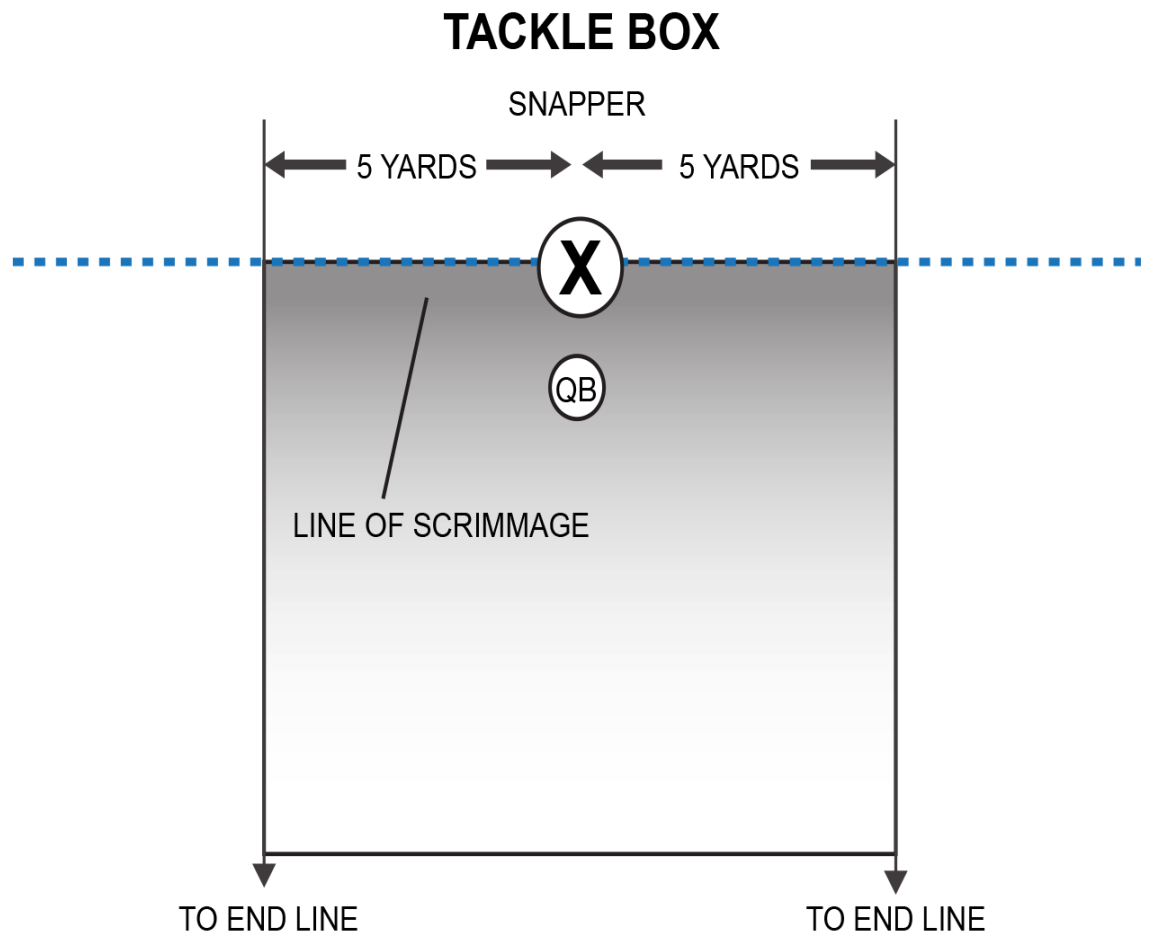 TACKLE BOX
SNAPPER
5 YARDS
5 YARDS
X
QB
LINE OF SCRIMMAGE
TO END LINE
TO END LINE